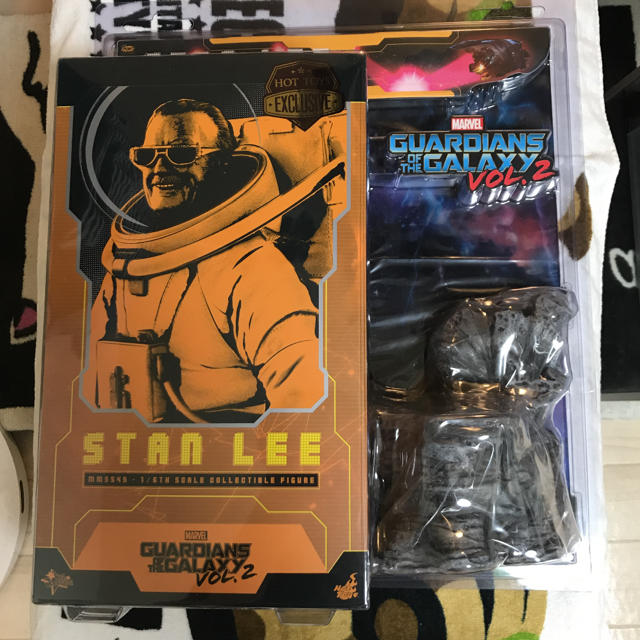 HOT TOYS
EXCLUSIVE
MARVEL
GUARDIANS
OF THE GALAXY
VOL. 2
STAN LEE
MMS545 - 1/6TH SCALE COLLECTIBLE FIGURE
MARVEL
GUARDIANS
OF THE GALAXY
VOL. 2